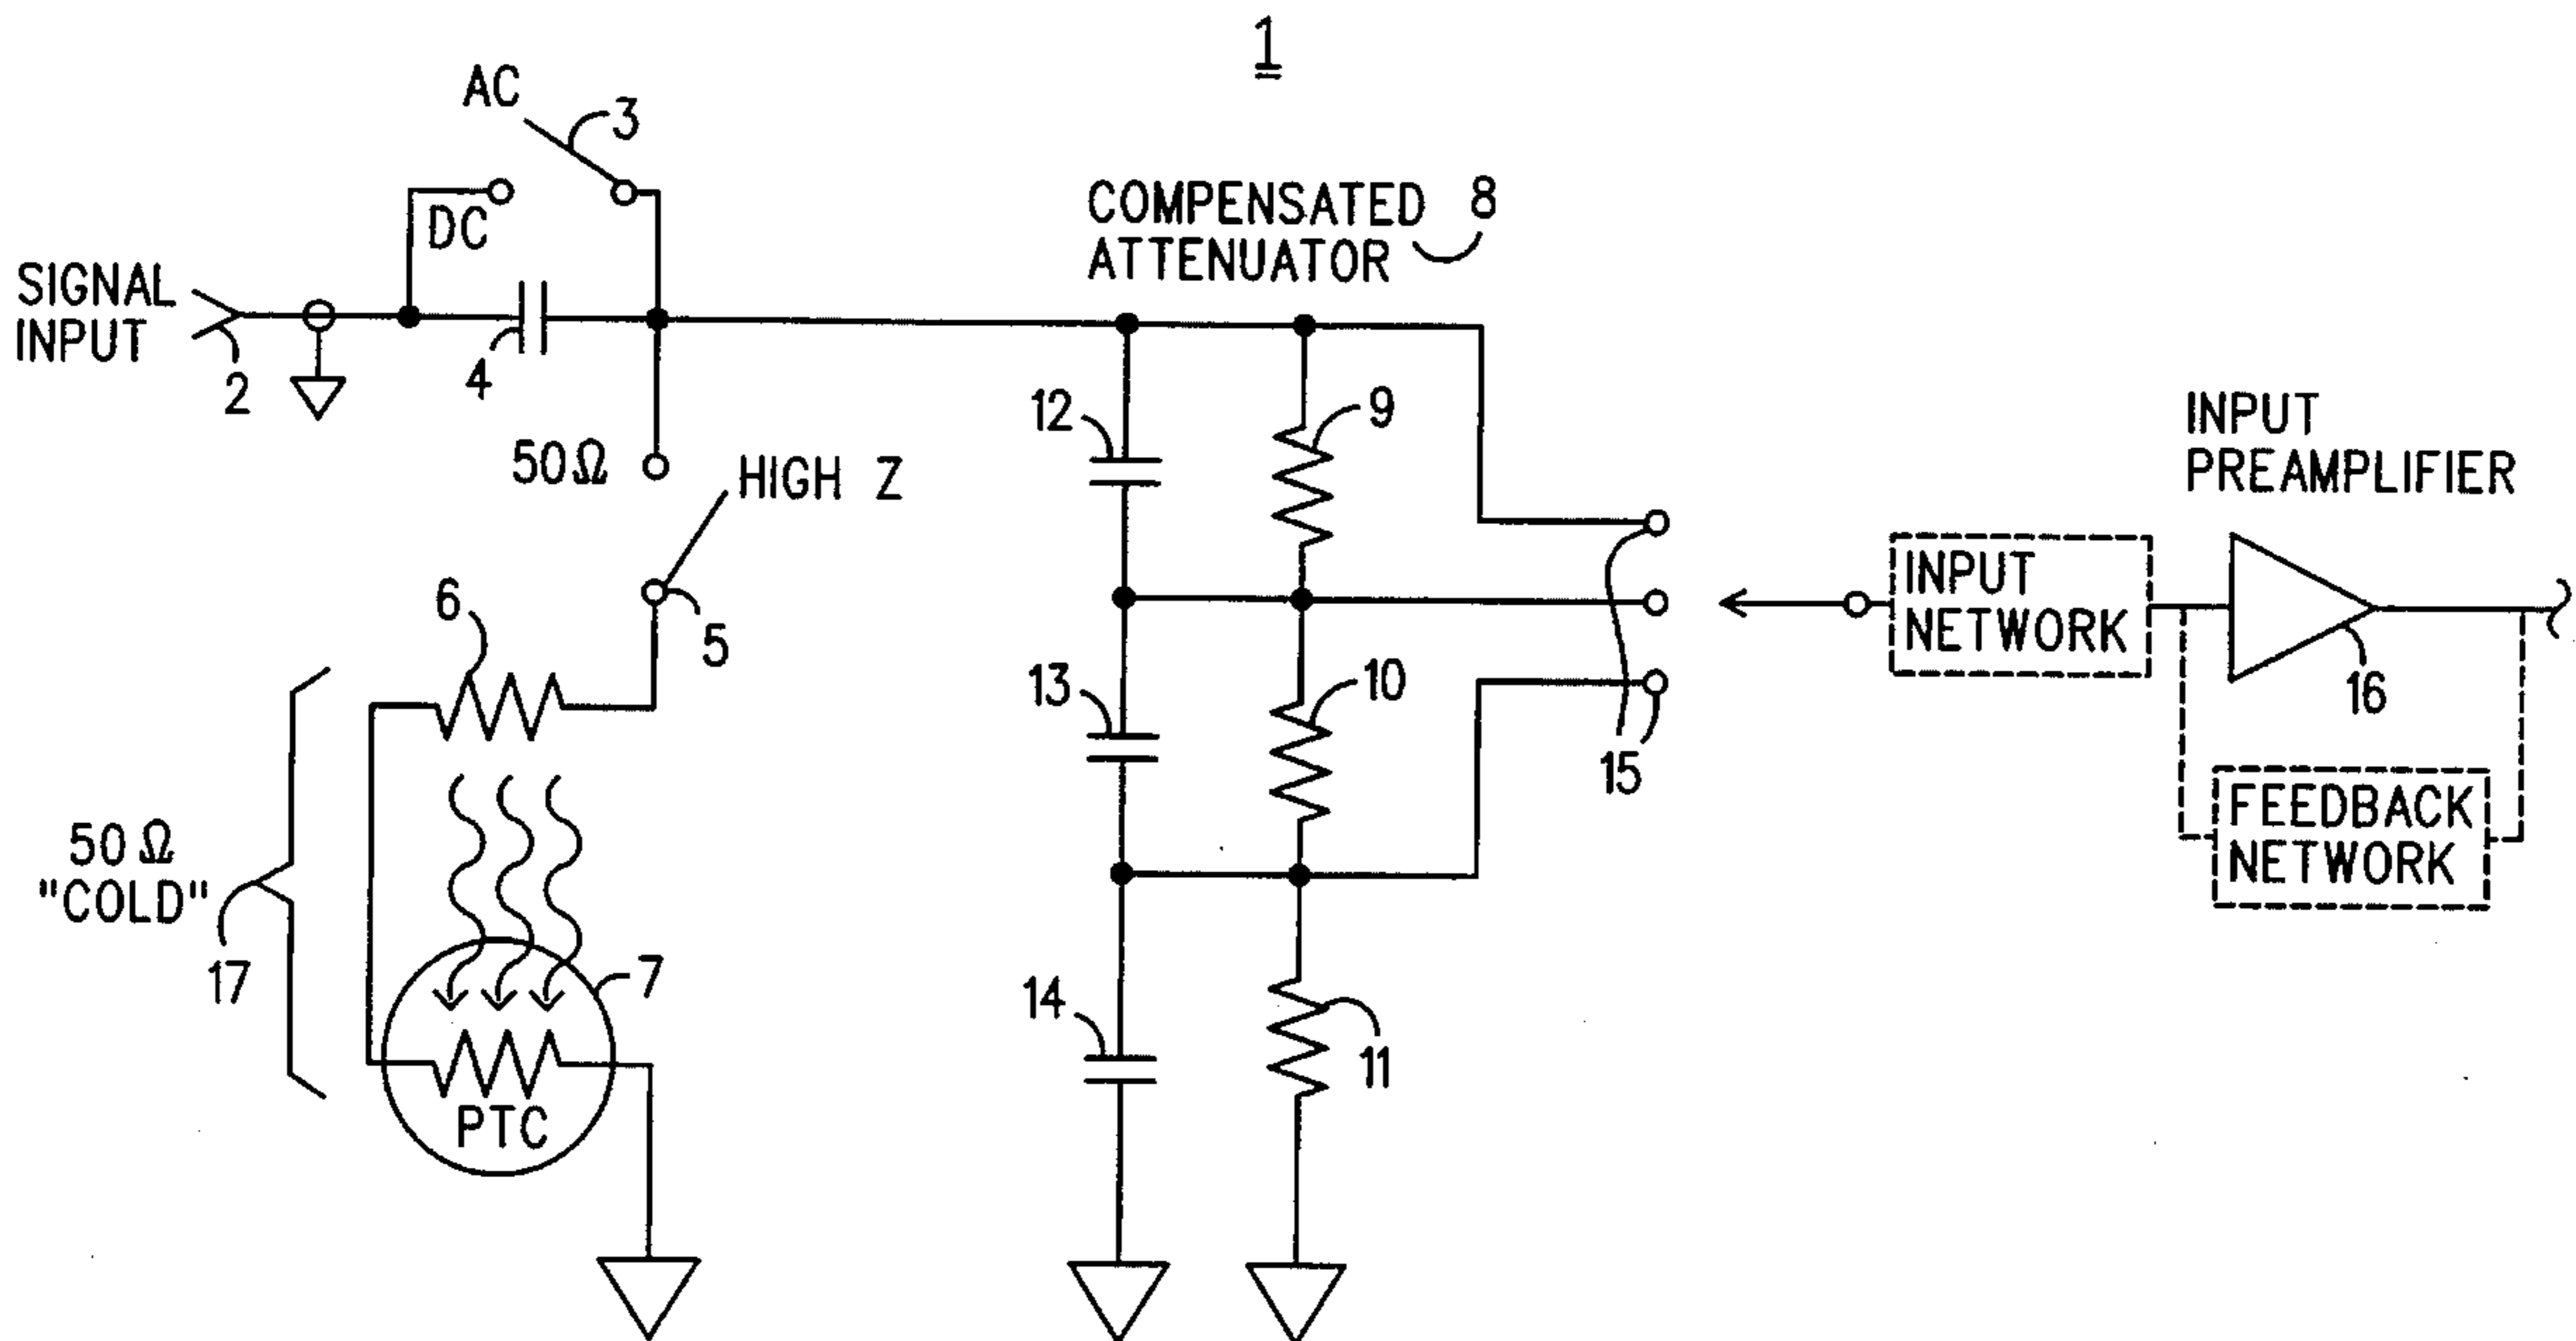 1
AC
3
DC
SIGNAL
INPUT
2
4
COMPENSATED
ATTENUATOR
8
50Ω
HIGH Z
5
6
12
9
13
10
14
11
15
INPUT
PREAMPLIFIER
INPUT
NETWORK
16
FEEDBACK
NETWORK
50Ω
"COLD"
17
7
PTC